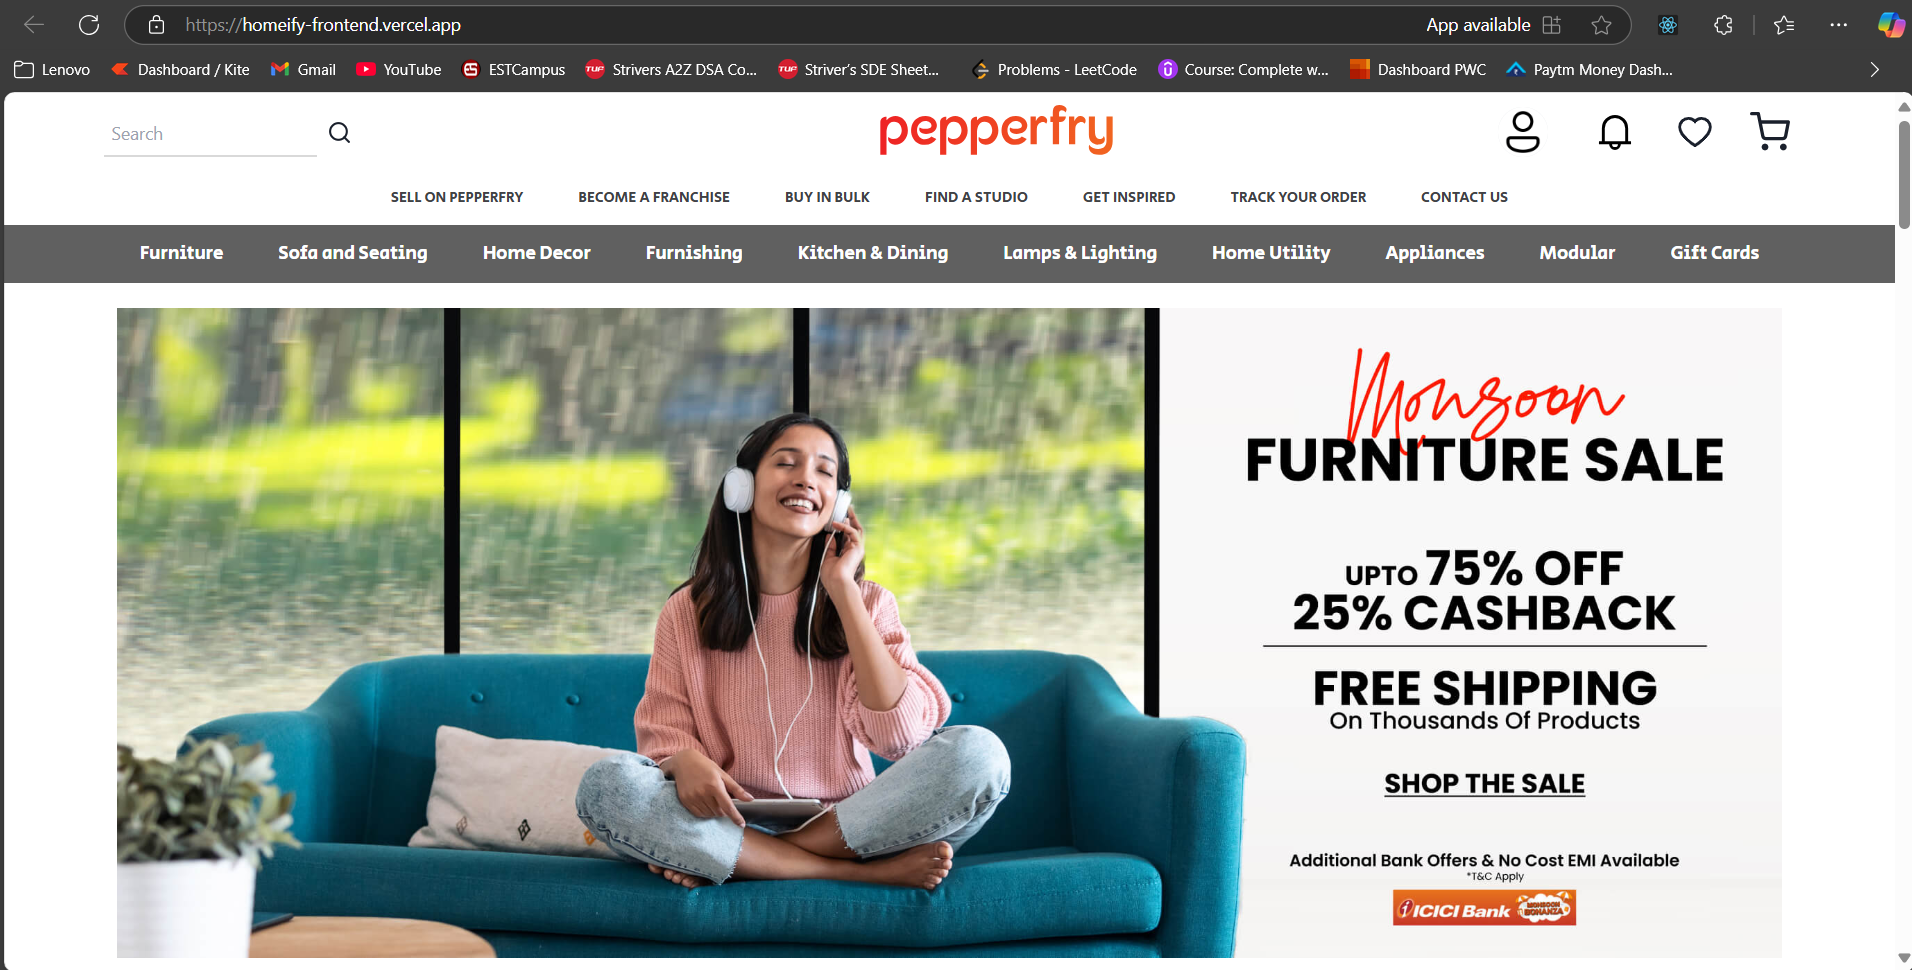 https://homeify-frontend.vercel.app
App available
Lenovo
Dashboard / Kite
Gmail
YouTube
ESTCampus
Strivers A2Z DSA Co...
Striver's SDE Sheet...
Problems - LeetCode
Course: Complete w...
Dashboard PWC
Paytm Money Dash...
Search
pepperfry
SELL ON PEPPERFRY
BECOME A FRANCHISE
BUY IN BULK
FIND A STUDIO
GET INSPIRED
TRACK YOUR ORDER
CONTACT US
Furniture
Sofa and Seating
Home Decor
Furnishing
Kitchen & Dining
Lamps & Lighting
Home Utility
Appliances
Modular
Gift Cards
Monsoon
FURNITURE SALE
UPTO 75% OFF
25% CASHBACK
FREE SHIPPING
On Thousands Of Products
SHOP THE SALE
Additional Bank Offers & No Cost EMI Available
*T&C Apply
ICICI Bank
MONSOON
BONANZA